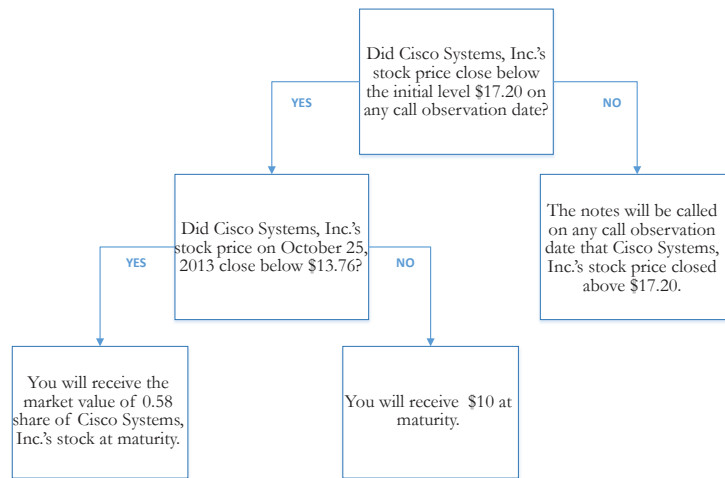 Did Cisco Systems, Inc.'s
stock price close below
the initial level $17.20 on
any call observation date?
YES
NO
Did Cisco Systems, Inc.'s
stock price on October 25,
2013 close below $13.76?
The notes will be called
on any call observation
date that Cisco Systems,
Inc.'s stock price closed
above $17.20.
YES
NO
You will receive the
market value of 0.58
share of Cisco Systems,
Inc.'s stock at maturity.
You will receive $10 at
maturity.